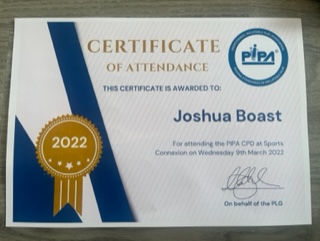 CERTIFICATE
OF ATTENDANCE
PIPA
THIS CERTIFICATE IS AWARDED TO:
Joshua Boast
2022
For attending the PIPA CPD at Sports
Connexion on Wednesday 9th March 2022
On behalf of the PLG